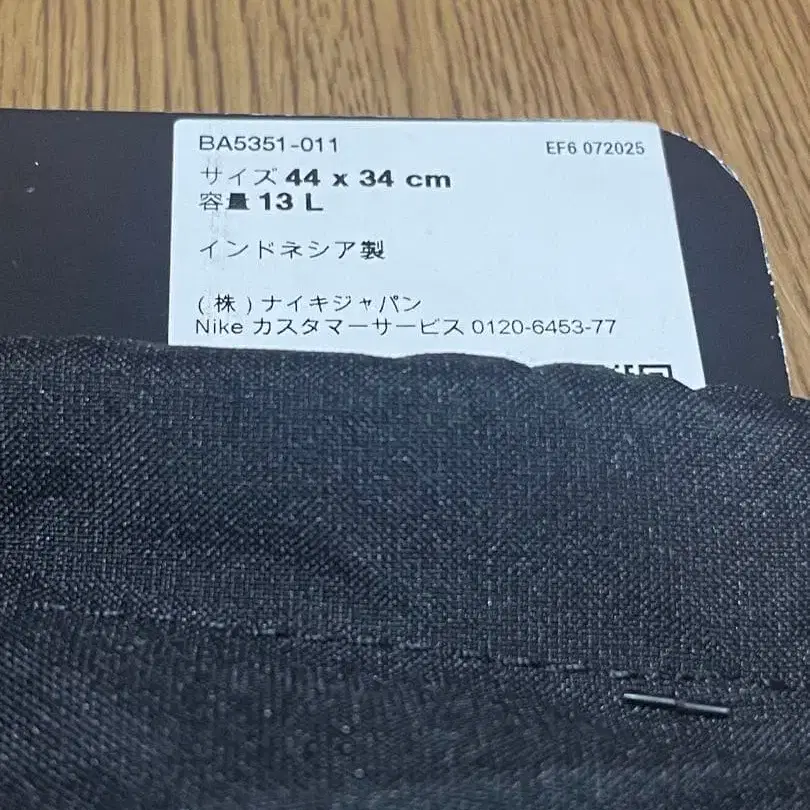 BA5351-011 EF6 072025
サイズ 44 x 34 cm
容量 13 L
インドネシア製
(株)ナイキジャパン
Nike カスタマーサービス 0120-6453-77